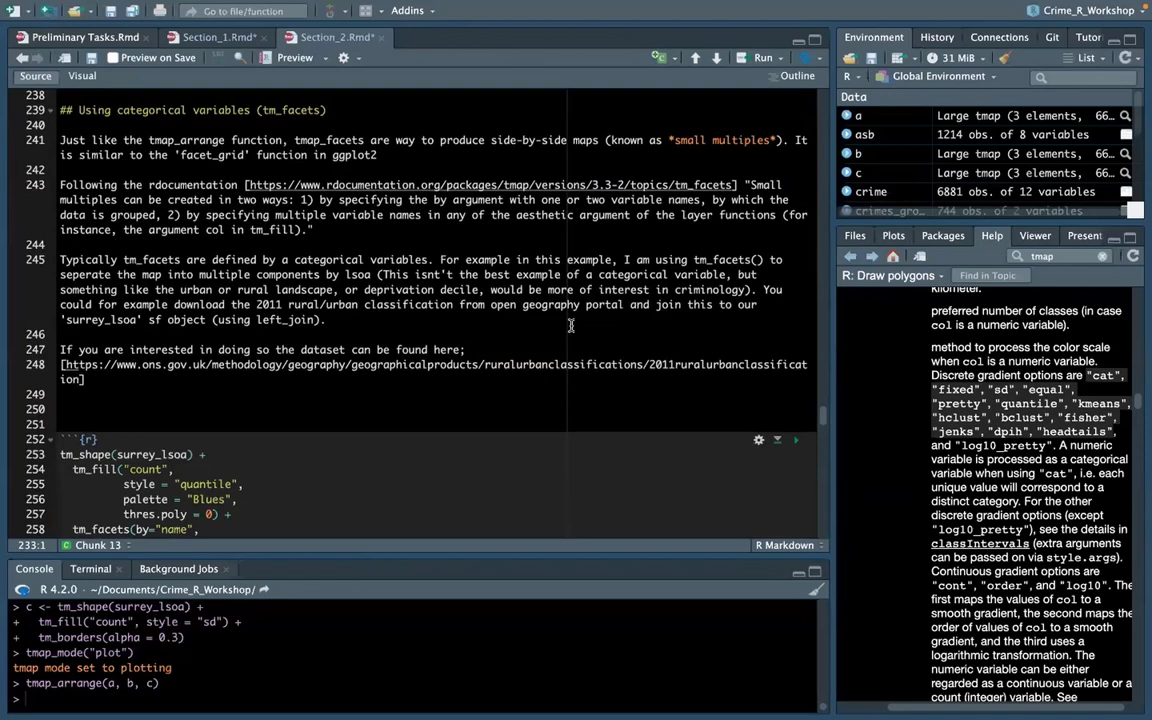 Go to file/function
Addins
Crime_R_Workshop
Preliminary Tasks.Rmd
Section_1.Rmd*
Section_2.Rmd*
Preview on Save
Preview
Run
Source
Visual
Outline
238
239 ## Using categorical variables (tm_facets)
240
241 Just like the tmap_arrange function, tmap_facets are way to produce side-by-side maps (known as *small multiples*). It
is similar to the 'facet_grid' function in ggplot2
242
243 Following the rdocumentation [https://www.rdocumentation.org/packages/tmap/versions/3.3-2/topics/tm_facets] "Small
multiples can be created in two ways: 1) by specifying the by argument with one or two variable names, by which the
data is grouped, 2) by specifying multiple variable names in any of the aesthetic argument of the layer functions (for
instance, the argument col in tm_fill)."
244
245 Typically tm_facets are defined by a categorical variables. For example in this example, I am using tm_facets() to
seperate the map into multiple components by lsoa (This isnt't the best example of a categorical variable, but
something like the urban or rural landscape, or deprivation decile, would be more of interest in criminology). You
could for example download the 2011 rural/urban classification from open geography portal and join this to our
'surrey_lsoa' sf object (using left_join).
246
247 If you are interested in doing so the dataset can be found here;
248 [https://www.ons.gov.uk/methodology/geography/geographicalproducts/ruralurbanclassifications/2011ruralurbanclassificat
ion]
249
250
251
252 ```{r}
253 tm_shape(surrey_lsoa) +
254 tm_fill("count",
255 style = "quantile",
256 palette = "Blues",
257 thres.poly = 0) +
258 tm_facets(by="name",
233:1
Chunk 13
R Markdown
Console
Terminal
Background Jobs
R 4.2.0 · ~/Documents/Crime_R_Workshop/
> c <- tm_shape(surrey_lsoa) +
+ tm_fill("count", style = "sd") +
+ tm_borders(alpha = 0.3)
> tmap_mode("plot")
tmap mode set to plotting
> tmap_arrange(a, b, c)
>
Environment
History
Connections
Git
Tutor
31 MiB
List
R
Global Environment
Data
a Large tmap (3 elements, 66…
asb 1214 obs. of 8 variables
b Large tmap (3 elements, 66…
c Large tmap (3 elements, 66…
crime 6881 obs. of 12 variables
crimes_gro… 744 obs. of 2 variables
Files
Plots
Packages
Help
Viewer
Present
tmap
R: Draw polygons
Find in Topic
kilometer.
preferred number of classes (in case
col is a numeric variable).
method to process the color scale
when col is a numeric variable.
Discrete gradient options are "cat",
"fixed", "sd", "equal",
"pretty", "quantile", "kmeans",
"hclust", "bclust", "fisher",
"jenks", "dpih", "headtails",
and "log10_pretty". A numeric
variable is processed as a categorical
variable when using "cat", i.e. each
unique value will correspond to a
distinct category. For the other
discrete gradient options (except
"log10_pretty"), see the details in
classIntervals (extra arguments
can be passed on via style.args).
Continuous gradient options are
"cont", "order", and "log10". The
first maps the values of col to a
smooth gradient, the second maps the
order of values of col to a smooth
gradient, and the third uses a
logarithmic transformation. The
numeric variable can be either
regarded as a continuous variable or a
count (integer) variable. See